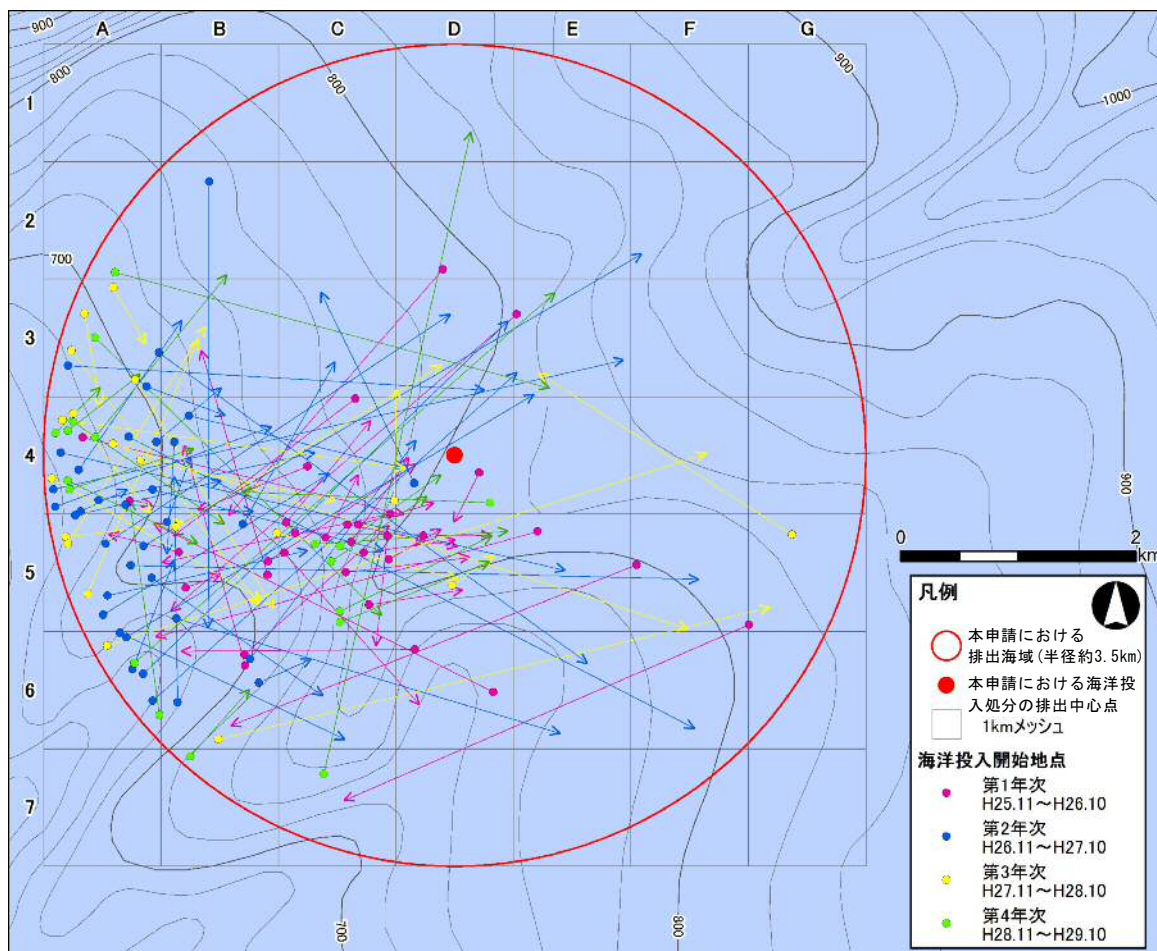 A B C D E F G
1
2
3
4
5
6
7
900
800
800
900
1000
700
900
700
800
0 2
km
凡例
本申請における
排出海域(半径約3.5km)
本申請における海洋投
入処分の排出中心点
1kmメッシュ
海洋投入開始地点
第1年次
H25.11～H26.10
第2年次
H26.11～H27.10
第3年次
H27.11～H28.10
第4年次
H28.11～H29.10